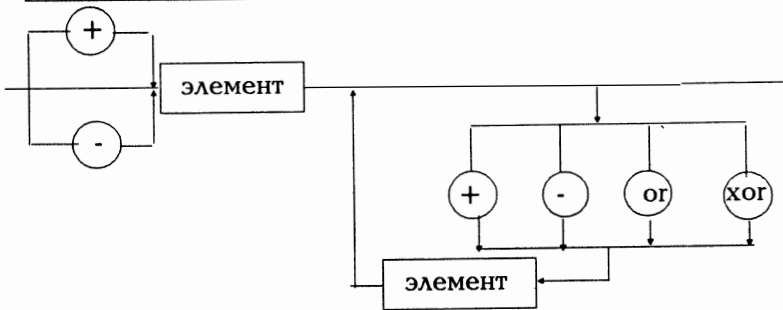 +
элемент
-
+ - or xor
элемент